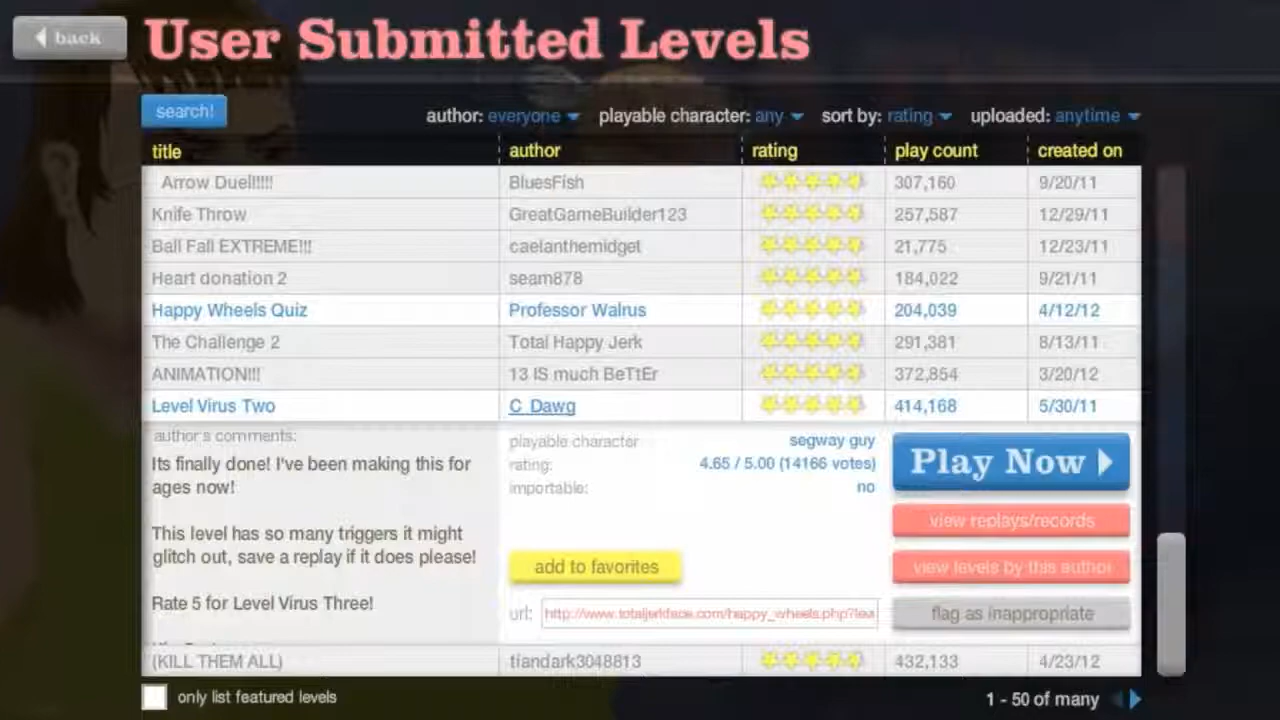 back
User Submitted Levels
search!
author: everyone playable character: any sort by: rating uploaded: anytime
title author rating play count created on
Arrow Duel!!!!! BluesFish 307,160 9/20/11
Knife Throw GreatGameBuilder123 257,587 12/29/11
Ball Fall EXTREME!!! caelanthemidget 21,775 12/23/11
Heart donation 2 seam878 184,022 9/21/11
Happy Wheels Quiz Professor Walrus 204,039 4/12/12
The Challenge 2 Total Happy Jerk 291,381 8/13/11
ANIMATION!!! 13 IS much BeTtEr 372,854 3/20/12
Level Virus Two C_Dawg 414,168 5/30/11
author's comments:
Its finally done! I've been making this for
ages now!
This level has so many triggers it might
glitch out, save a replay if it does please!
Rate 5 for Level Virus Three!
playable character segway guy
rating: 4.65 / 5.00 (14166 votes)
importable: no
add to favorites
url: http://www.totaljerkface.com/happy_wheels.php?lev
Play Now
view replays/records
view levels by this author
flag as inappropriate
(KILL THEM ALL) tiandark3048813 432,133 4/23/12
only list featured levels
1 - 50 of many